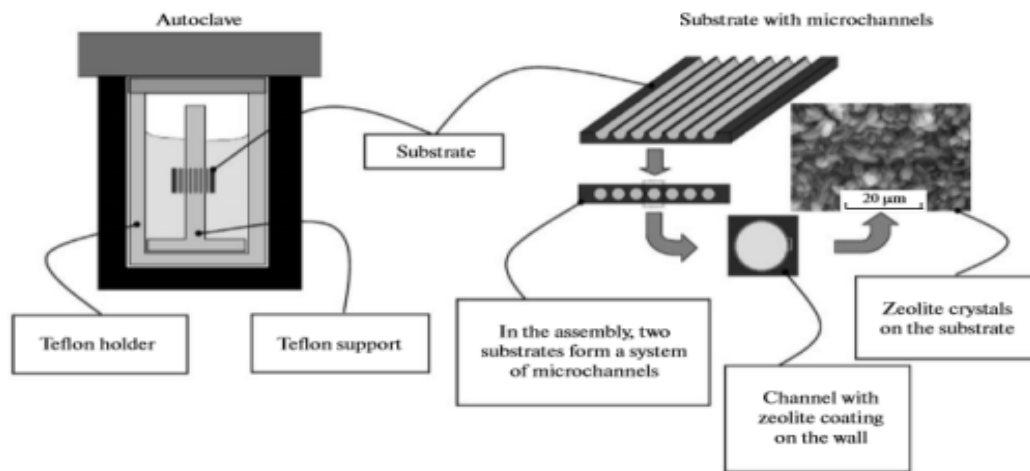 Autoclave
Substrate with microchannels
Substrate
20 µm
Teflon holder
Teflon support
In the assembly, two
substrates form a system
of microchannels
Zeolite crystals
on the substrate
Channel with
zeolite coating
on the wall